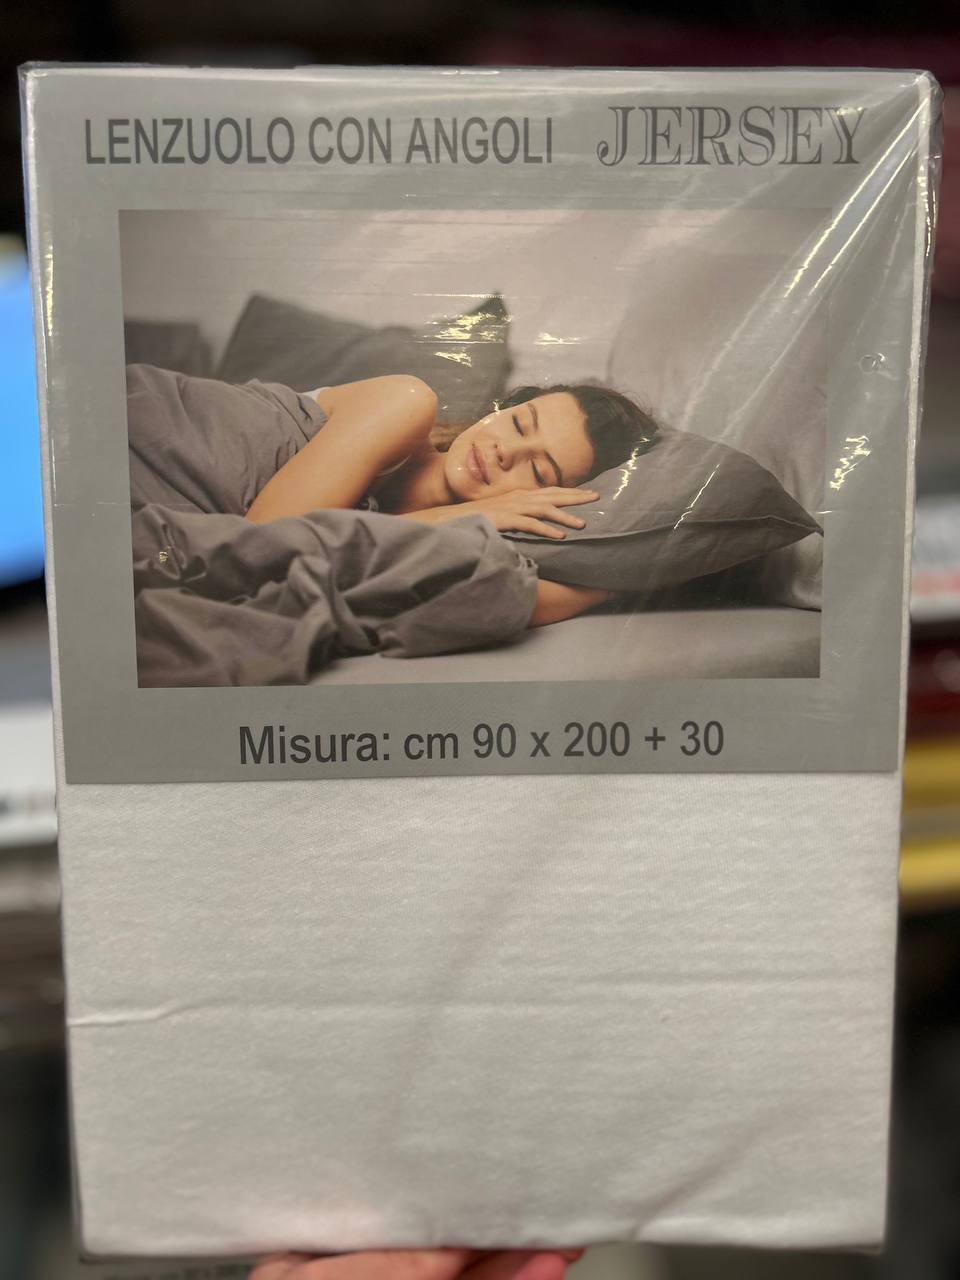 LENZUOLO CON ANGOLI JERSEY
Misura: cm 90 x 200 + 30